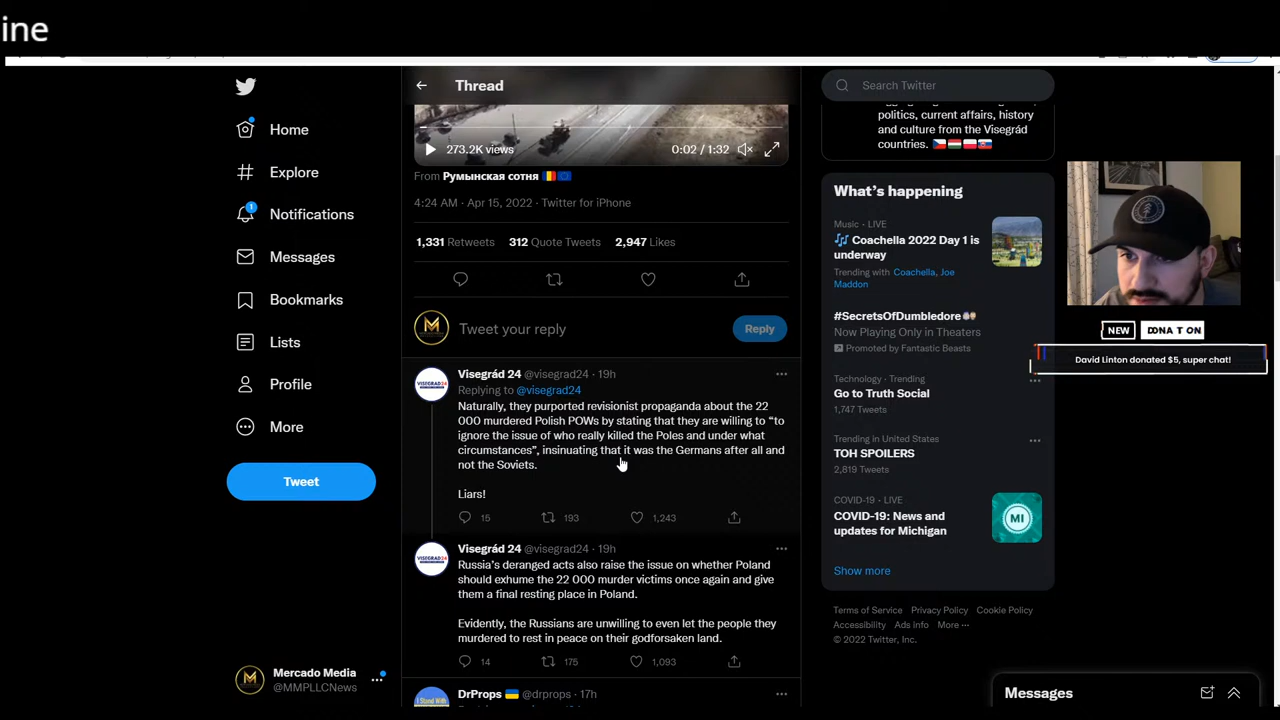 ine
Thread
Search Twitter
Home
Explore
Notifications
1
Messages
Bookmarks
Lists
Profile
More
Tweet
Mercado Media
@MMPLLCNews
273.2K views
0:02 / 1:32
From Румынская сотня 🇷🇴🇪🇺
4:24 AM · Apr 15, 2022 · Twitter for iPhone
1,331 Retweets 312 Quote Tweets 2,947 Likes
Tweet your reply
Reply
Visegrád 24 @visegrad24 · 19h
Replying to @visegrad24
Naturally, they purported revisionist propaganda about the 22
000 murdered Polish POWs by stating that they are willing to “to
ignore the issue of who really killed the Poles and under what
circumstances”, insinuating that it was the Germans after all and
not the Soviets.
Liars!
15 193 1,243
Visegrád 24 @visegrad24 · 19h
Russia’s deranged acts also raise the issue on whether Poland
should exhume the 22 000 murder victims once again and give
them a final resting place in Poland.
Evidently, the Russians are unwilling to even let the people they
murdered to rest in peace on their godforsaken land.
14 175 1,093
DrProps 🇺🇦 @drprops · 17h
politics, current affairs, history
and culture from the Visegrád
countries. 🇨🇿🇭🇺🇵🇱🇸🇰
What’s happening
Music · LIVE
🎶 Coachella 2022 Day 1 is
underway
Trending with Coachella, Joe
Maddon
#SecretsOfDumbledore
Now Playing Only in Theaters
Promoted by Fantastic Beasts
Technology · Trending
Go to Truth Social
1,747 Tweets
Trending in United States
TOH SPOILERS
2,819 Tweets
COVID-19 · LIVE
COVID-19: News and
updates for Michigan
MI
Show more
Terms of Service Privacy Policy Cookie Policy
Accessibility Ads info More ···
© 2022 Twitter, Inc.
Messages
NEW DONATION
David Linton donated $5, super chat!